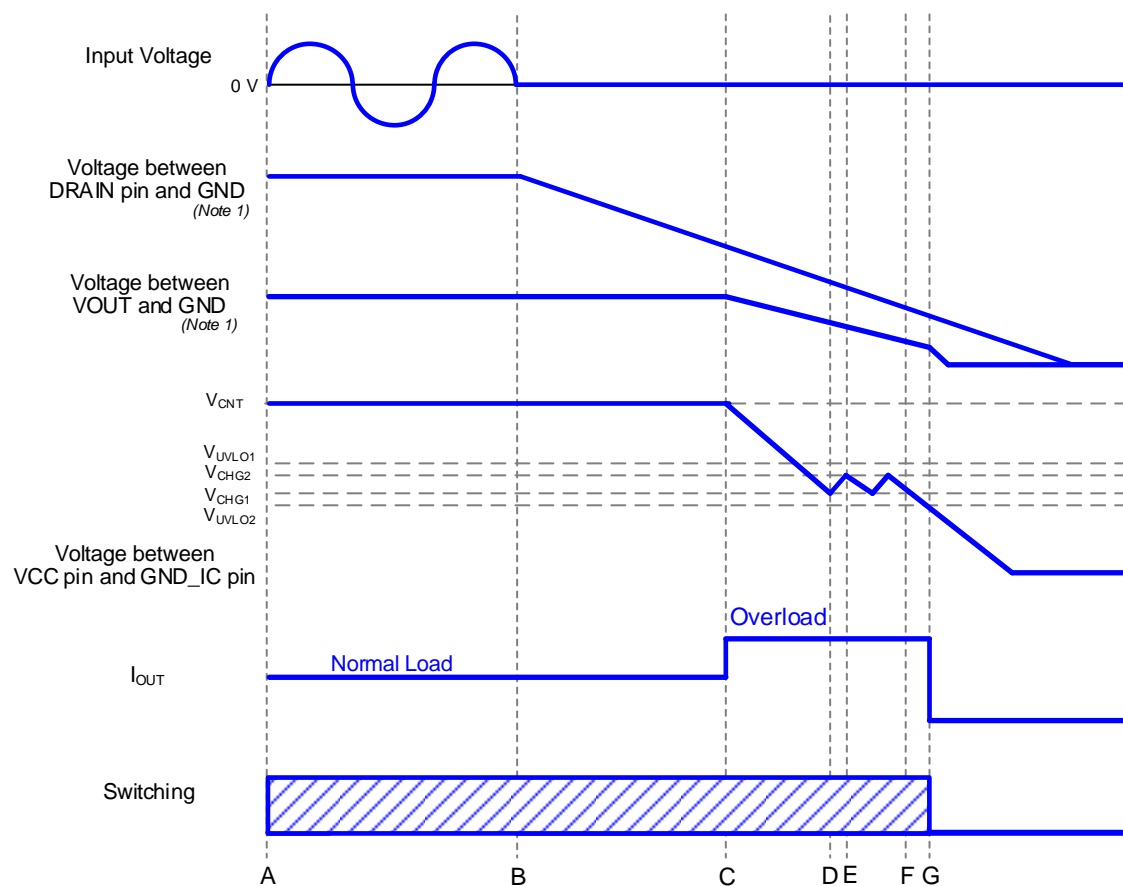 Input Voltage
0 V
Voltage between
DRAIN pin and GND
(Note 1)
Voltage between
VOUT and GND
(Note 1)
VCNT
VUVLO1
VCHG2
VCHG1
VUVLO2
Voltage between
VCC pin and GND_IC pin
Overload
Normal Load
IOUT
Switching
A B C D E F G